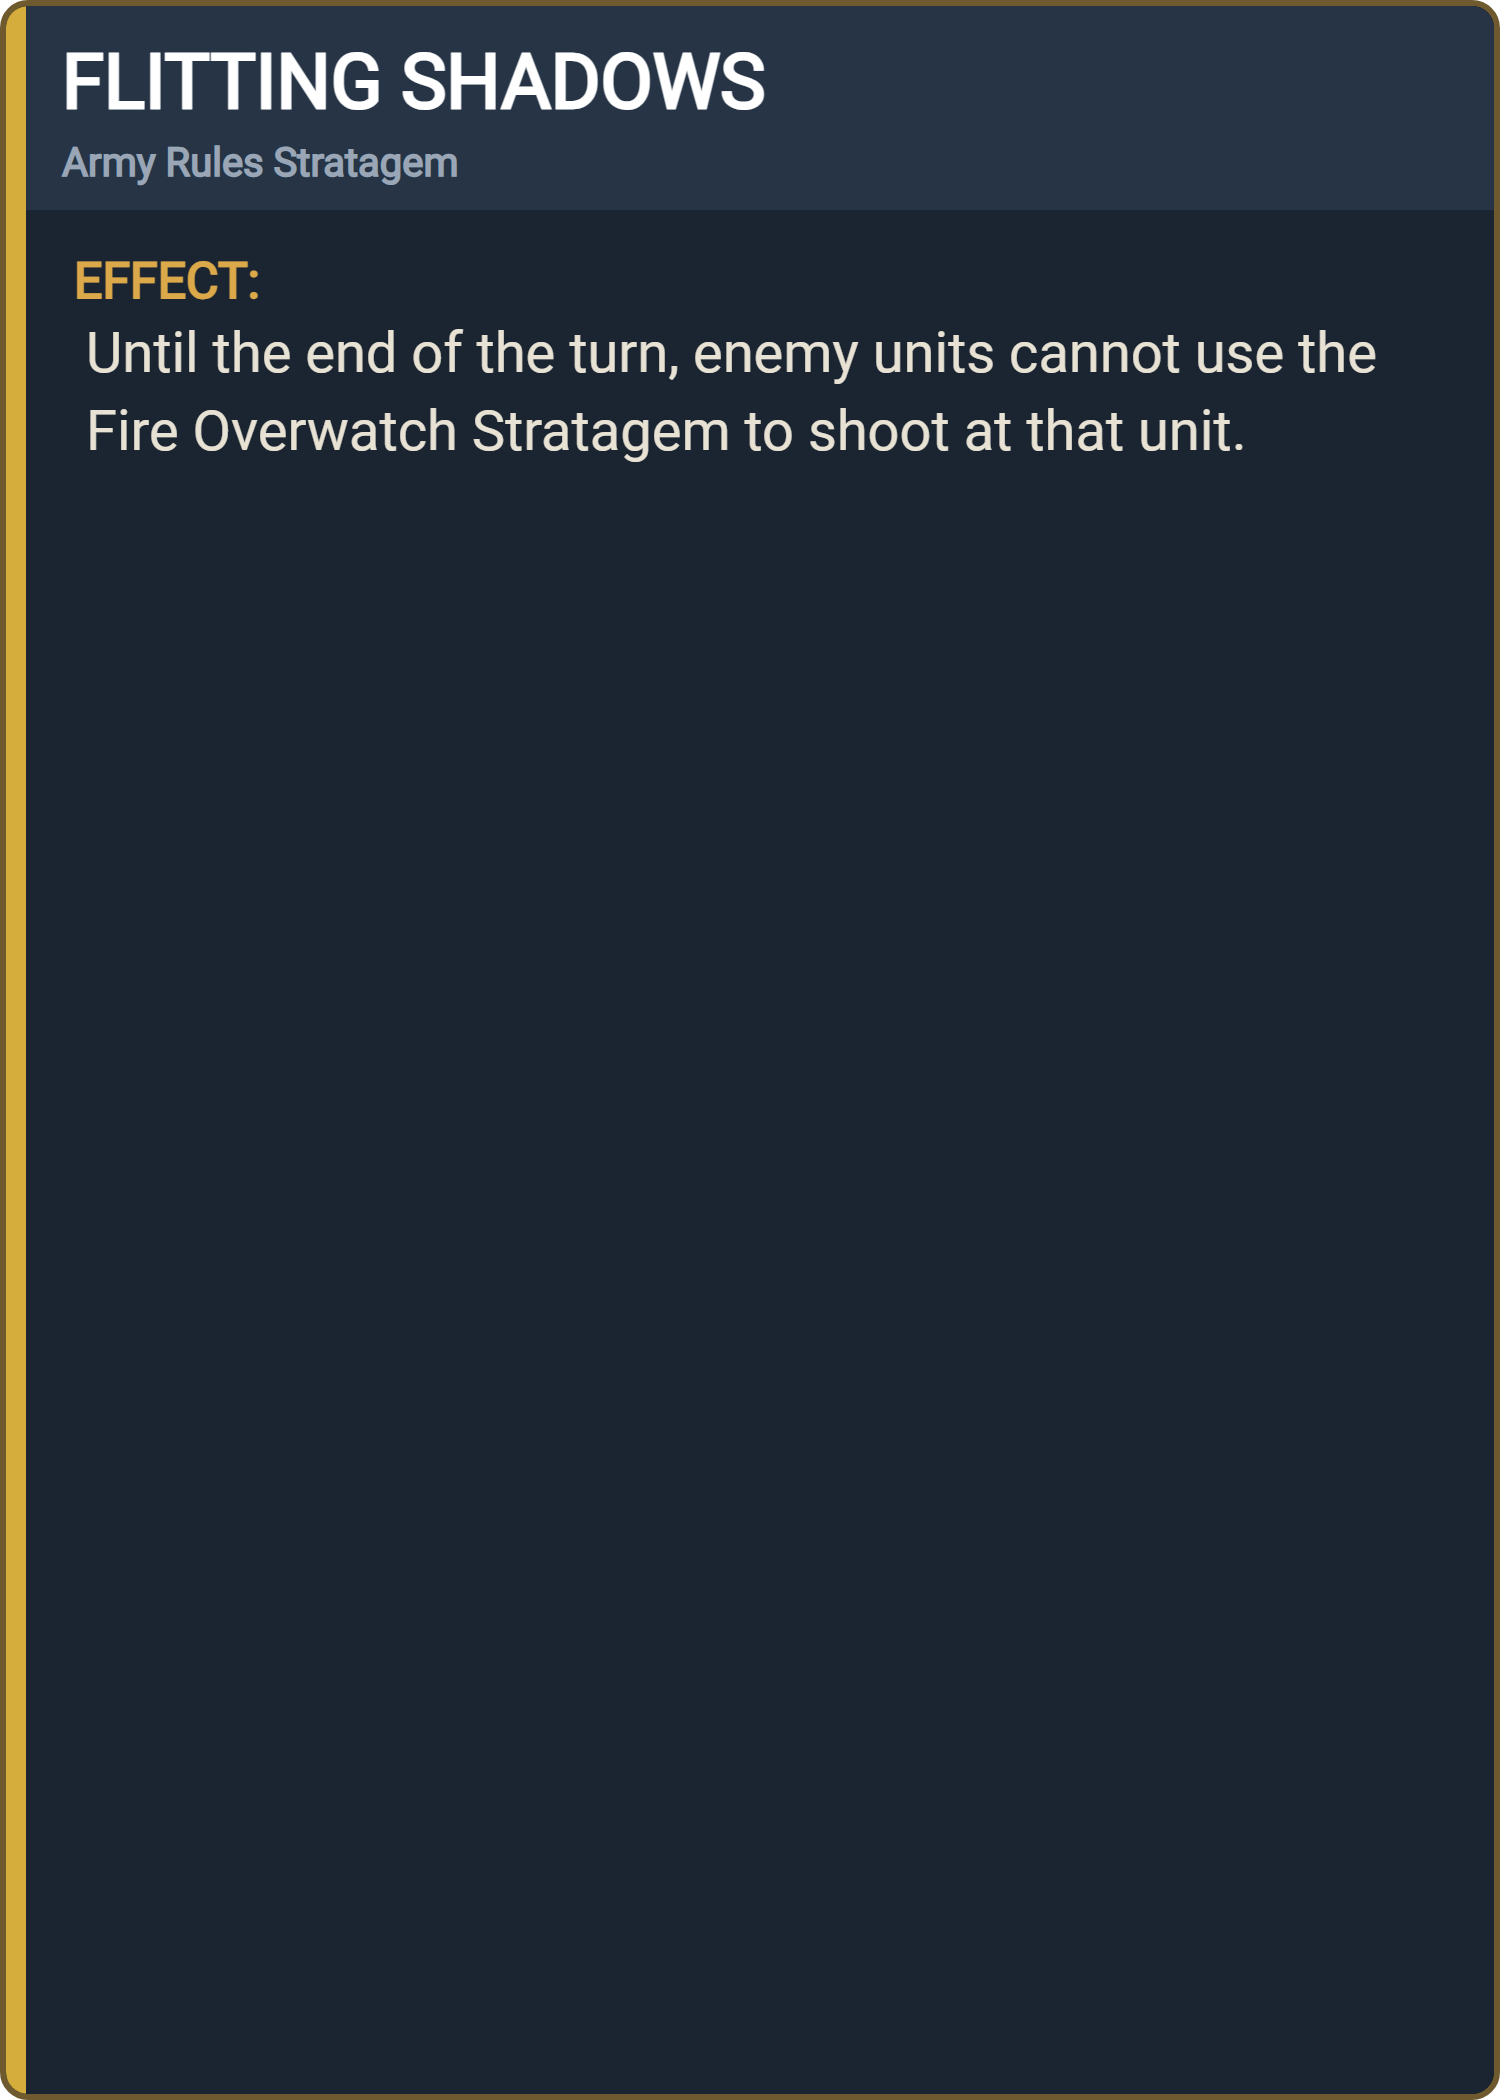 FLITTING SHADOWS
Army Rules Stratagem
EFFECT:
Until the end of the turn, enemy units cannot use the
Fire Overwatch Stratagem to shoot at that unit.